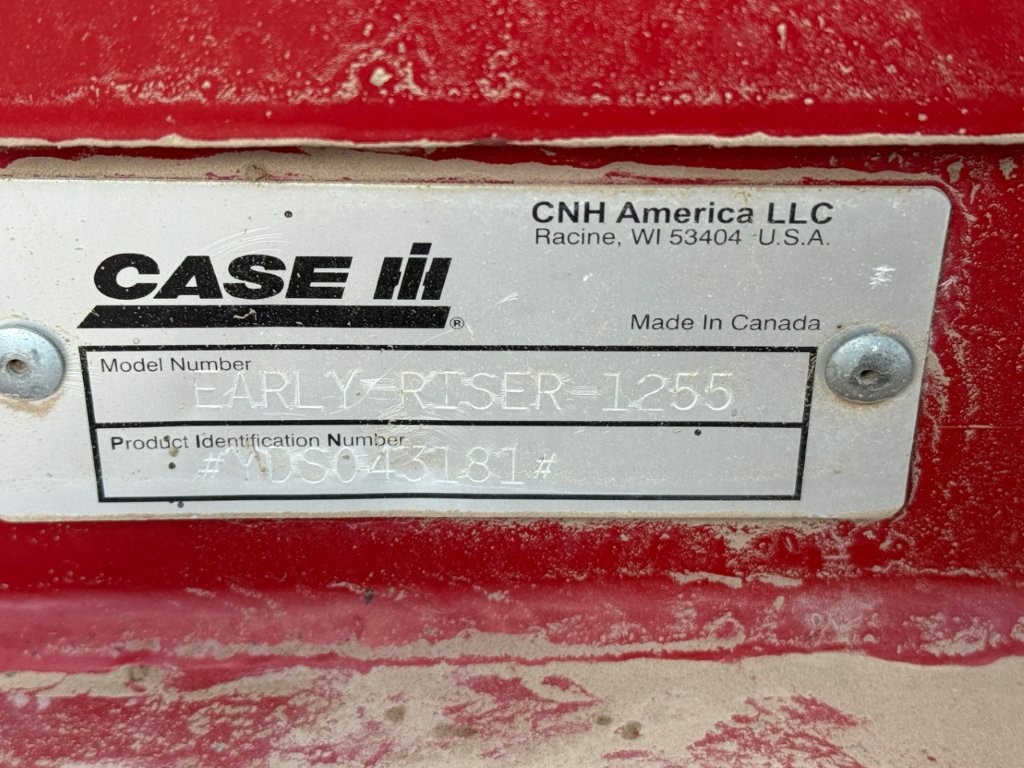 CNH America LLC
Racine, WI 53404 U.S.A.
CASE IH
®
Made In Canada
Model Number
EARLY-RISER-1255
Product Identification Number
#YDS043181#